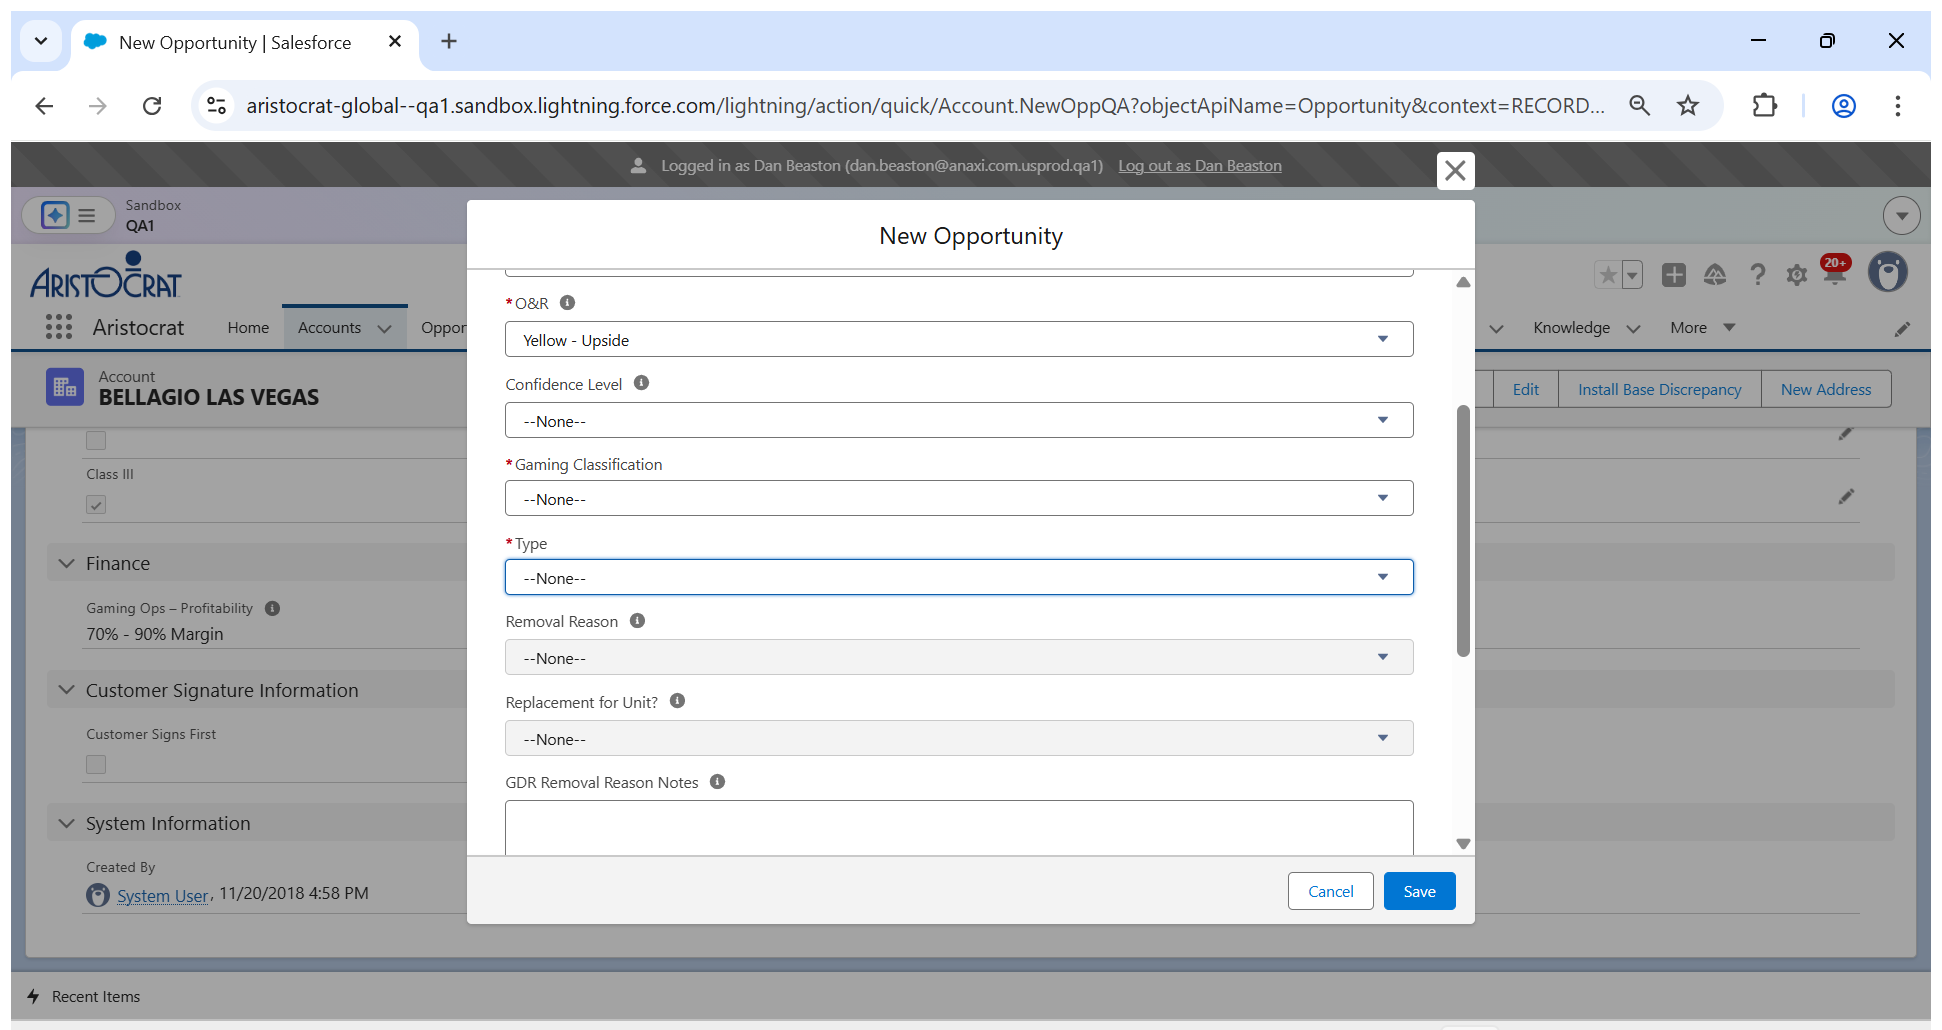 New Opportunity | Salesforce
aristocrat-global--qa1.sandbox.lightning.force.com/lightning/action/quick/Account.NewOppQA?objectApiName=Opportunity&context=RECORD...
Logged in as Dan Beaston (dan.beaston@anaxi.com.usprod.qa1) Log out as Dan Beaston
Sandbox
QA1
ARISTOCRAT
20+
Aristocrat
Home
Accounts
Oppor
Knowledge
More
Account
BELLAGIO LAS VEGAS
Edit
Install Base Discrepancy
New Address
Class III
Finance
Gaming Ops – Profitability
70% - 90% Margin
Customer Signature Information
Customer Signs First
System Information
Created By
System User, 11/20/2018 4:58 PM
New Opportunity
*O&R
Yellow - Upside
Confidence Level
--None--
*Gaming Classification
--None--
*Type
--None--
Removal Reason
--None--
Replacement for Unit?
--None--
GDR Removal Reason Notes
Cancel
Save
Recent Items